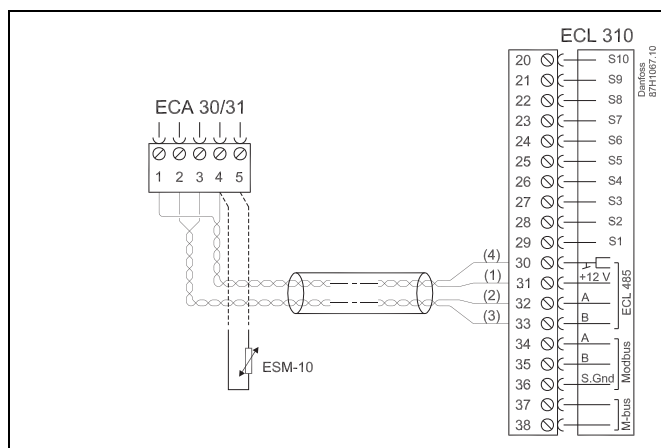 ECL 310
Danfoss
87H1067.10
20 S10
21 S9
22 S8
23 S7
24 S6
25 S5
26 S4
27 S3
28 S2
29 S1
(4) 30
(1) 31 +12 V
(2) 32 A
(3) 33 B
ECL 485
34 A
35 B
36 S.Gnd
Modbus
37
38
M-bus
ECA 30/31
1 2 3 4 5
ESM-10